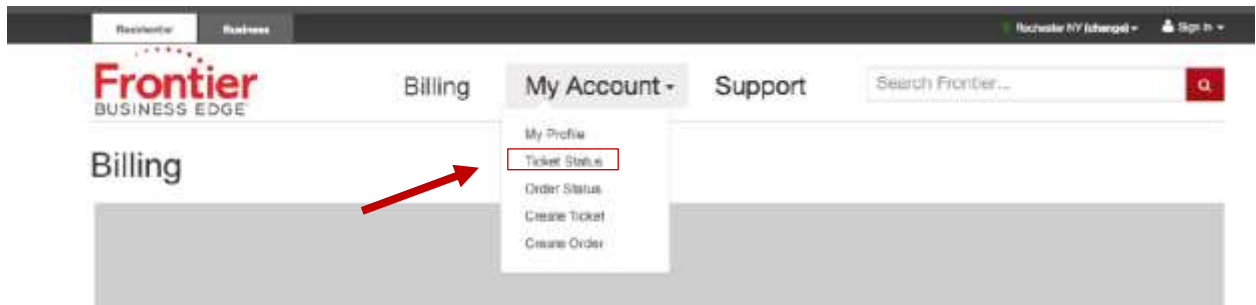 Residential
Business
Rochester NY (change)
Sign In
Frontier
BUSINESS EDGE
Billing
My Account
Support
Search Frontier...
My Profile
Ticket Status
Order Status
Create Ticket
Create Order
Billing